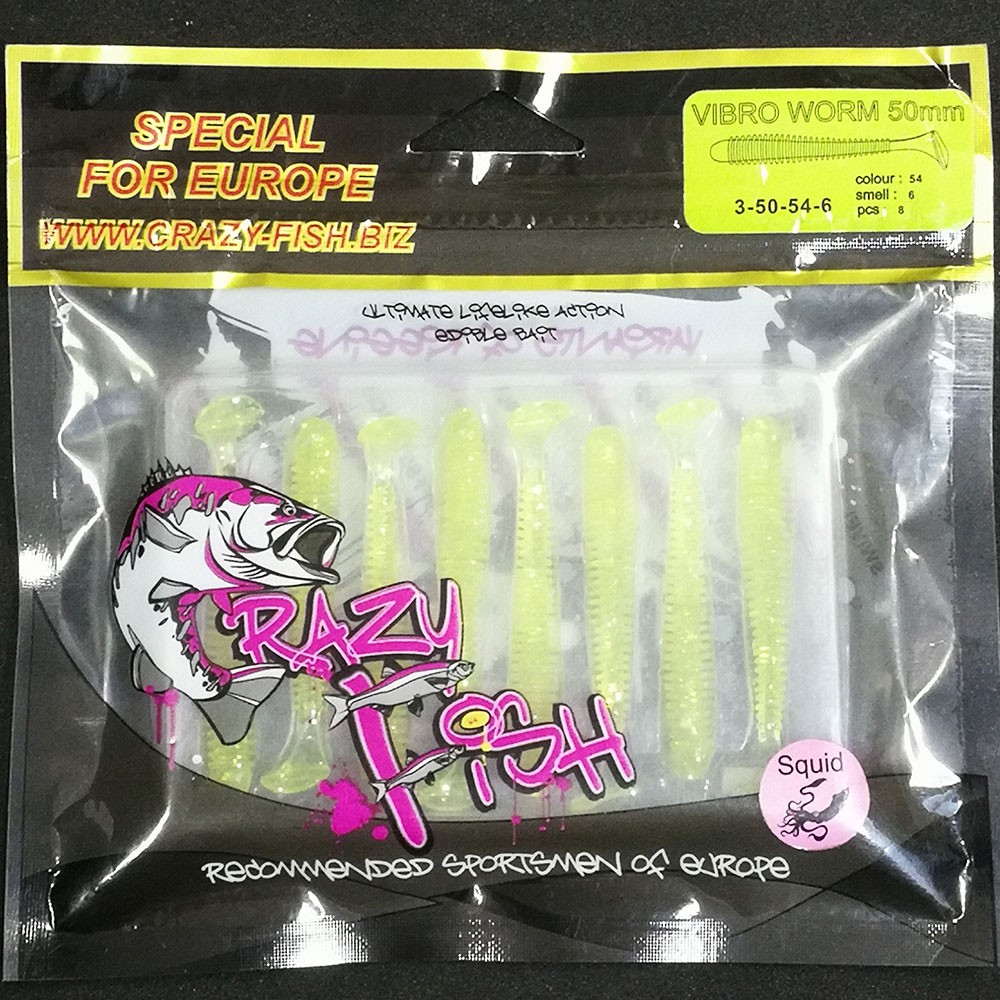 SPECIAL
FOR EUROPE
WWW.CRAZY-FISH.BIZ
VIBRO WORM 50mm
3-50-54-6
colour : 54
smell : 6
pcs : 8
ULTIMATE LIFELIKE ACTION
EDIBLE BAIT
CRAZY
FISH
Squid
RECOMMENDED SPORTSMEN OF EUROPE